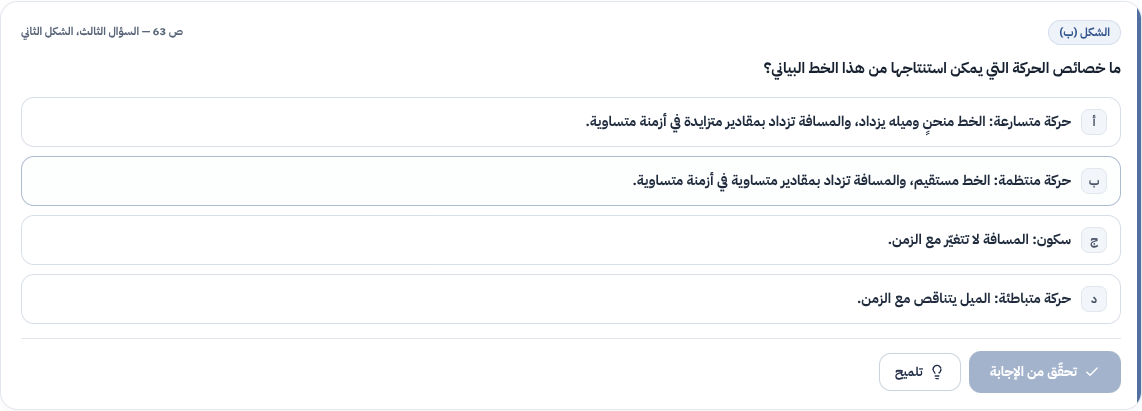 الشكل (ب)
ص 63 — السؤال الثالث، الشكل الثاني
ما خصائص الحركة التي يمكن استنتاجها من هذا الخط البياني؟
أ حركة متسارعة: الخط منحنٍ وميله يزداد، والمسافة تزداد بمقادير متزايدة في أزمنة متساوية.
ب حركة منتظمة: الخط مستقيم، والمسافة تزداد بمقادير متساوية في أزمنة متساوية.
ج سكون: المسافة لا تتغيّر مع الزمن.
د حركة متباطئة: الميل يتناقص مع الزمن.
تحقّق من الإجابة
تلميح